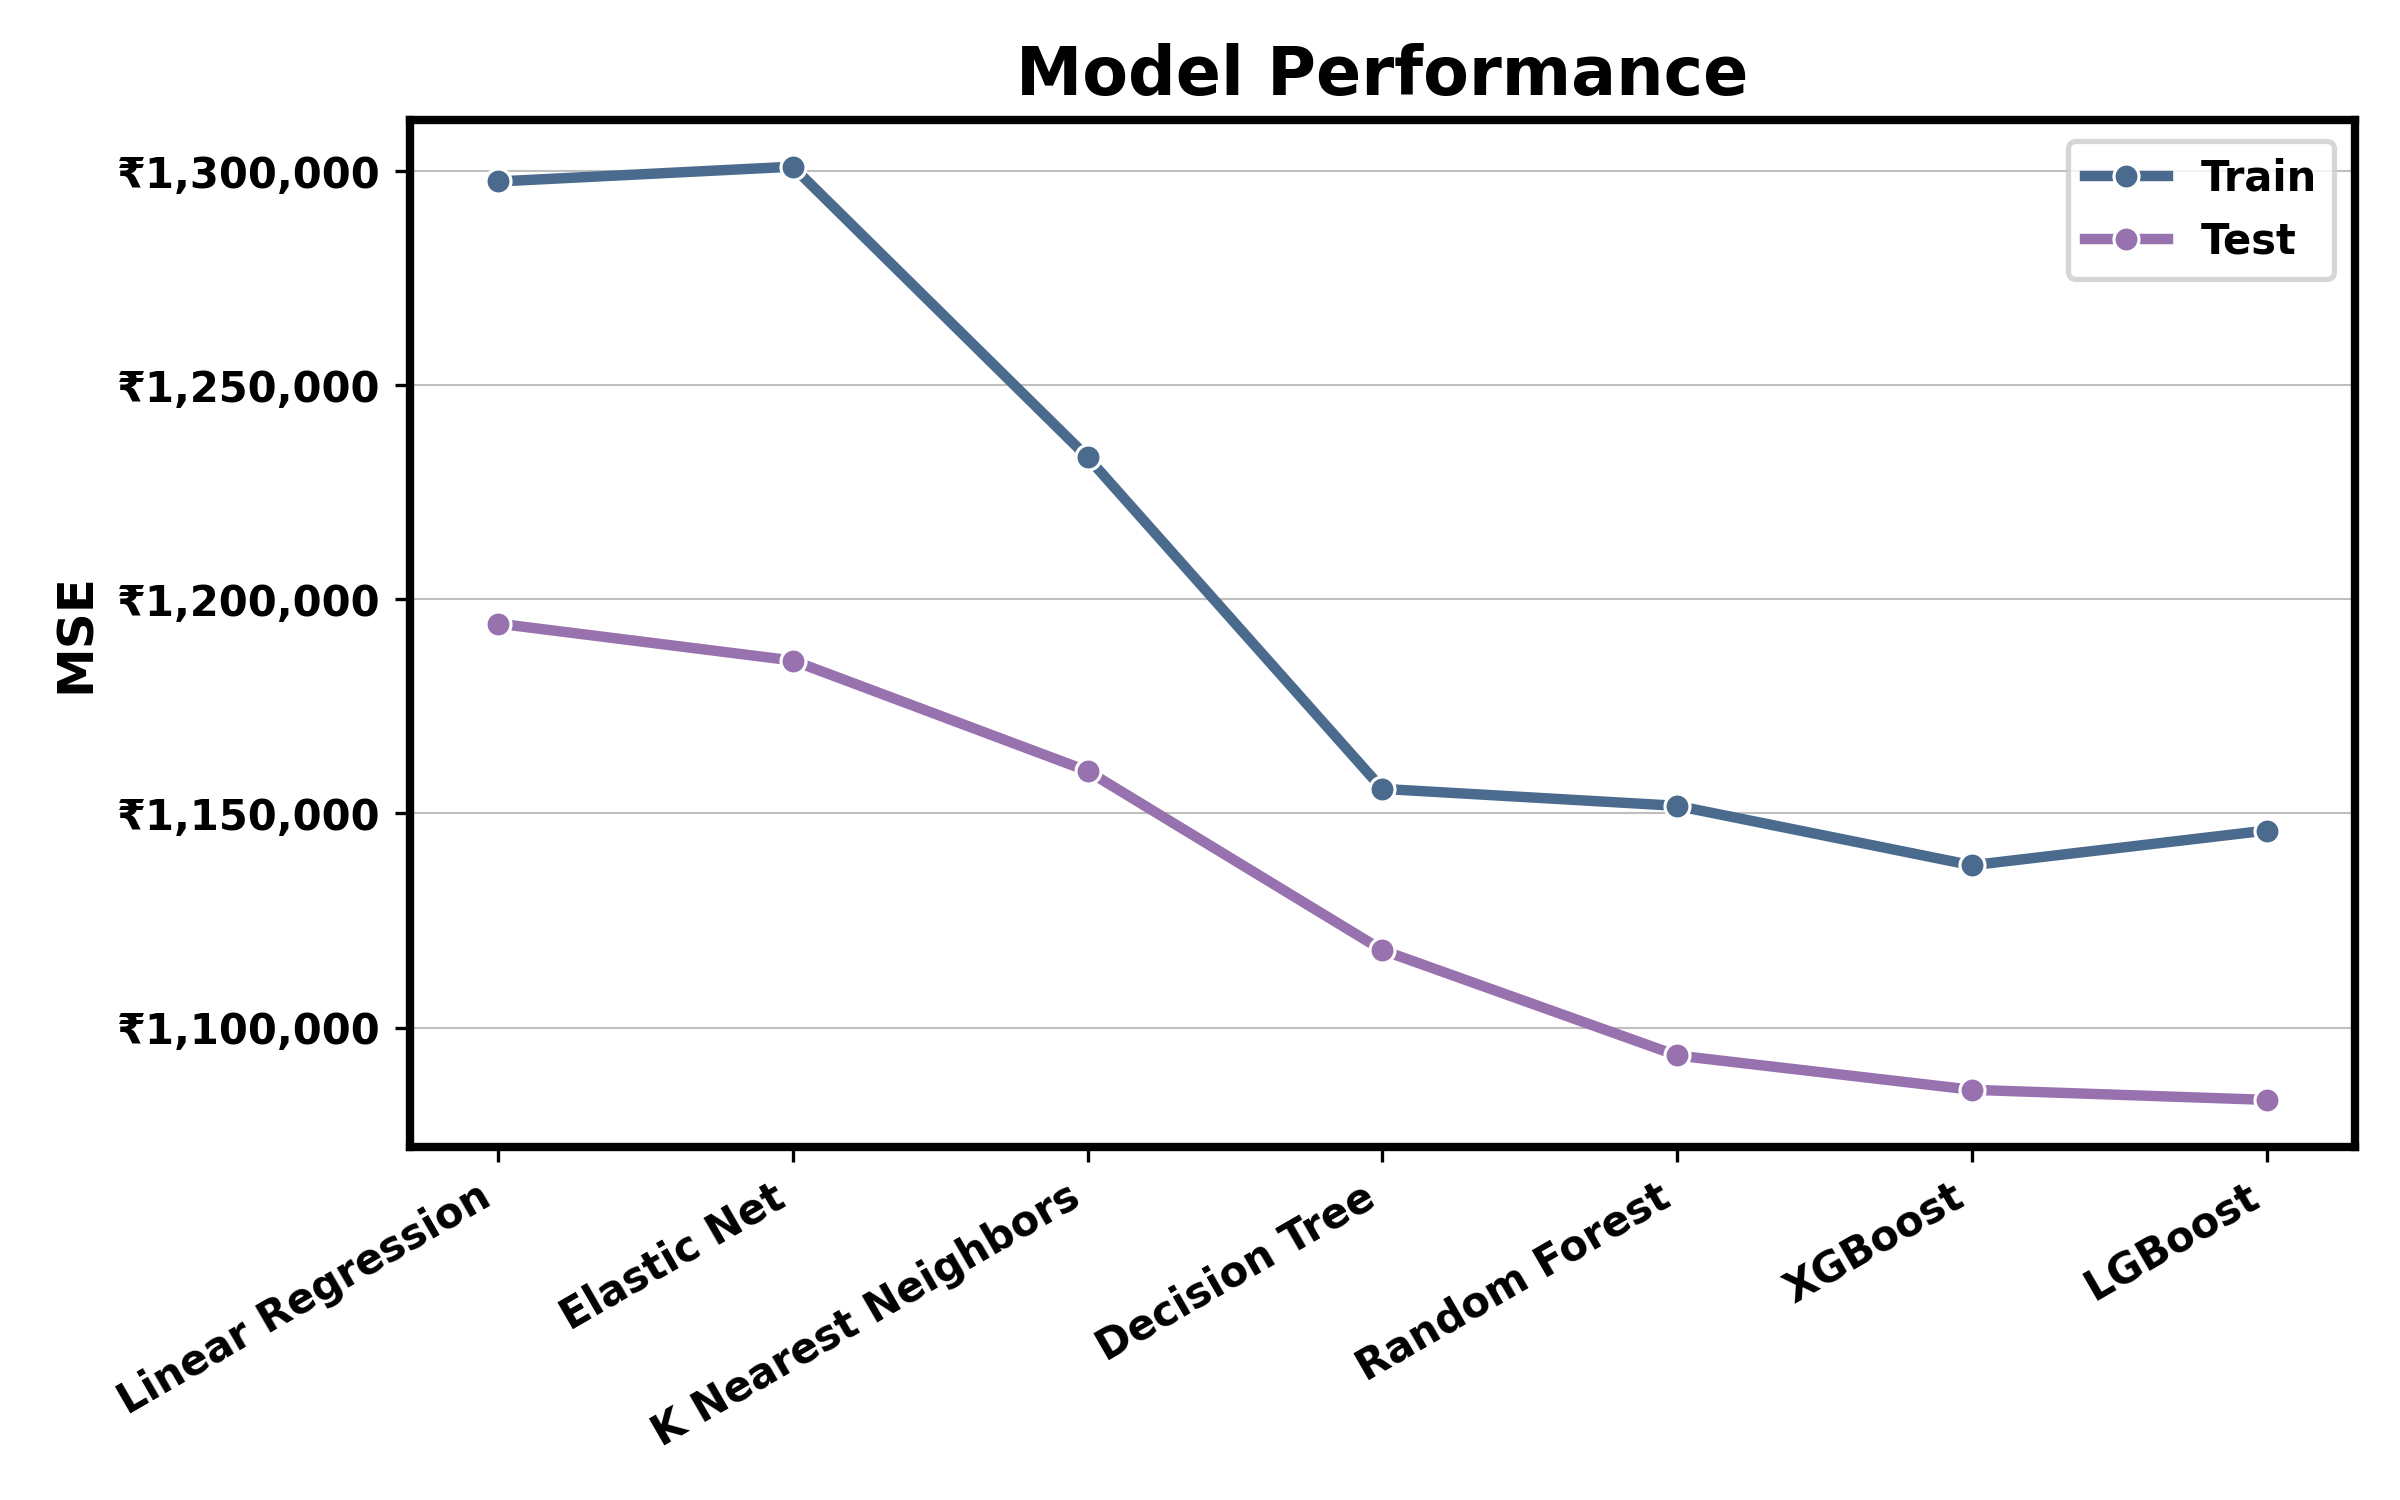 Model Performance
₹1,300,000
₹1,250,000
₹1,200,000
₹1,150,000
₹1,100,000
MSE
Train
Test
Linear Regression
Elastic Net
K Nearest Neighbors
Decision Tree
Random Forest
XGBoost
LGBoost